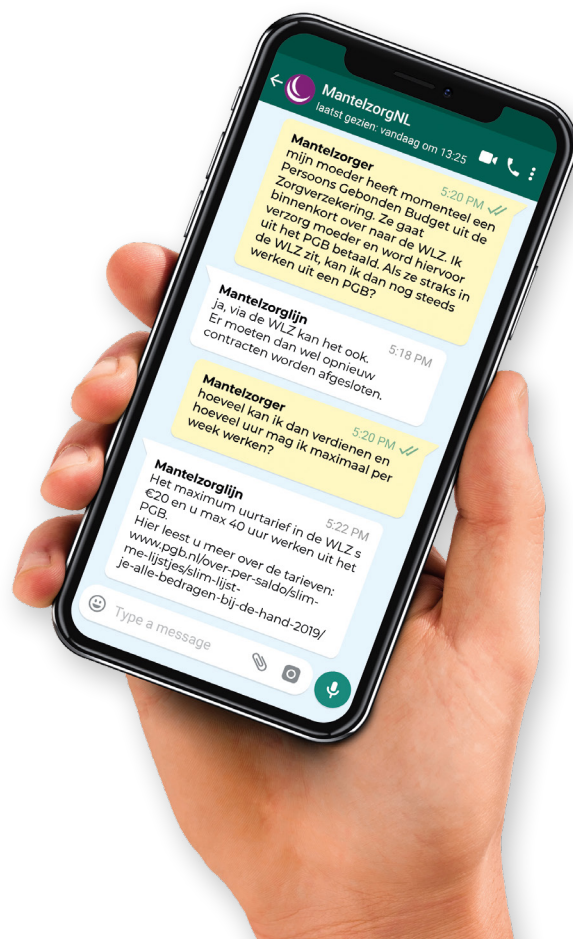 MantelzorgNL
laatst gezien: vandaag om 13:25
Mantelzorger
5:20 PM
mijn moeder heeft momenteel een
Persoons Gebonden Budget uit de
Zorgverzekering. Ze gaat
binnenkort over naar de WLZ. Ik
verzorg moeder en word hiervoor
uit het PGB betaald. Als ze straks in
de WLZ zit, kan ik dan nog steeds
werken uit een PGB?
Mantelzorglijn
5:18 PM
ja, via de WLZ kan het ook.
Er moeten dan wel opnieuw
contracten worden afgesloten.
Mantelzorger
5:20 PM
hoeveel kan ik dan verdienen en
hoeveel uur mag ik maximaal per
week werken?
Mantelzorglijn
5:22 PM
Het maximum uurtarief in de WLZ s
€20 en u max 40 uur werken uit het
PGB.
Hier leest u meer over de tarieven:
www.pgb.nl/over-per-saldo/slim-
me-lijstjes/slim-lijst-
je-alle-bedragen-bij-de-hand-2019/
Type a message